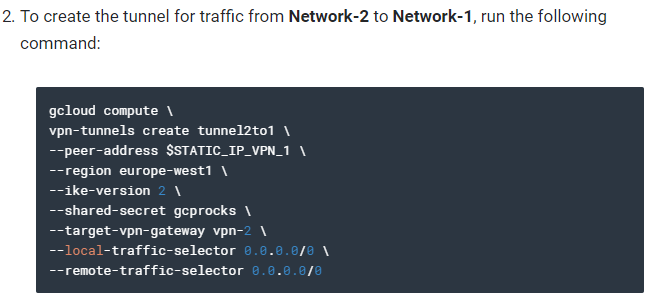 2. To create the tunnel for traffic from Network-2 to Network-1, run the following
command:
gcloud compute \
vpn-tunnels create tunnel2to1 \
--peer-address $STATIC_IP_VPN_1 \
--region europe-west1 \
--ike-version 2 \
--shared-secret gcprocks \
--target-vpn-gateway vpn-2 \
--local-traffic-selector 0.0.0.0/0 \
--remote-traffic-selector 0.0.0.0/0